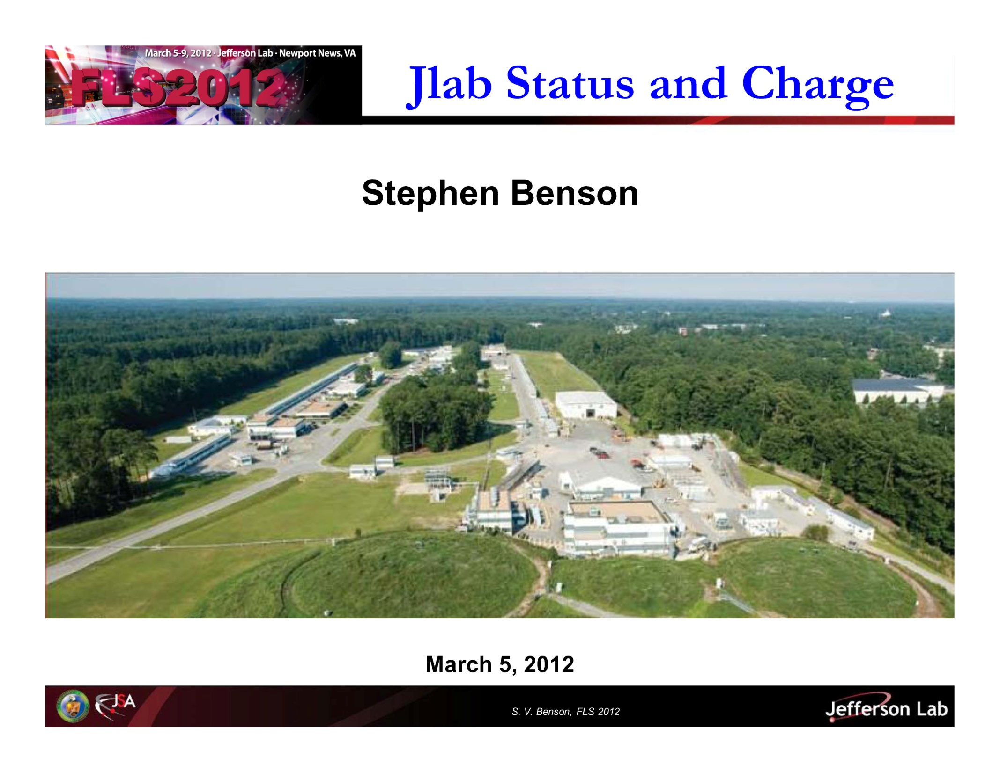 March 5-9, 2012 · Jefferson Lab · Newport News, VA
FLS2012
Jlab Status and Charge
Stephen Benson
March 5, 2012
JSA
S. V. Benson, FLS 2012
Jefferson Lab